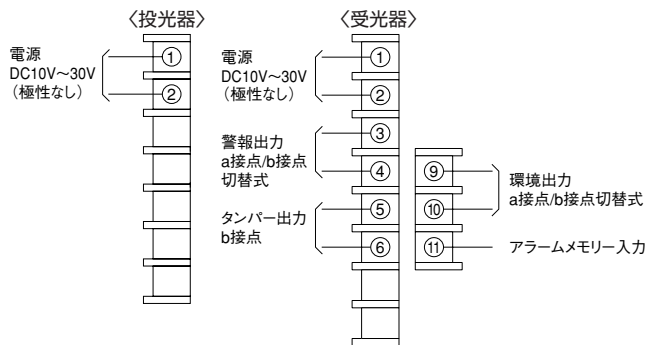 〈投光器〉
電源
DC10V～30V
（極性なし）
①
②
〈受光器〉
電源
DC10V～30V
（極性なし）
①
②
警報出力
a接点/b接点
切替式
③
④
タンパー出力
b接点
⑤
⑥
⑨
⑩
環境出力
a接点/b接点切替式
⑪
アラームメモリー入力